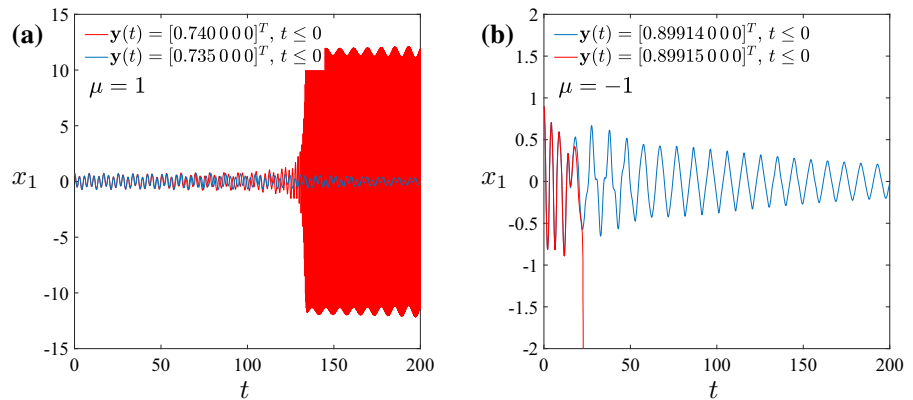 (a)
y(t) = [0.740 0 0 0]^T, t ≤ 0
y(t) = [0.735 0 0 0]^T, t ≤ 0
μ = 1
15
10
5
0
-5
-10
-15
x₁
0 50 100 150 200
t
(b)
y(t) = [0.89914 0 0 0]^T, t ≤ 0
y(t) = [0.89915 0 0 0]^T, t ≤ 0
μ = −1
2
1.5
1
0.5
0
-0.5
-1
-1.5
-2
x₁
0 50 100 150 200
t